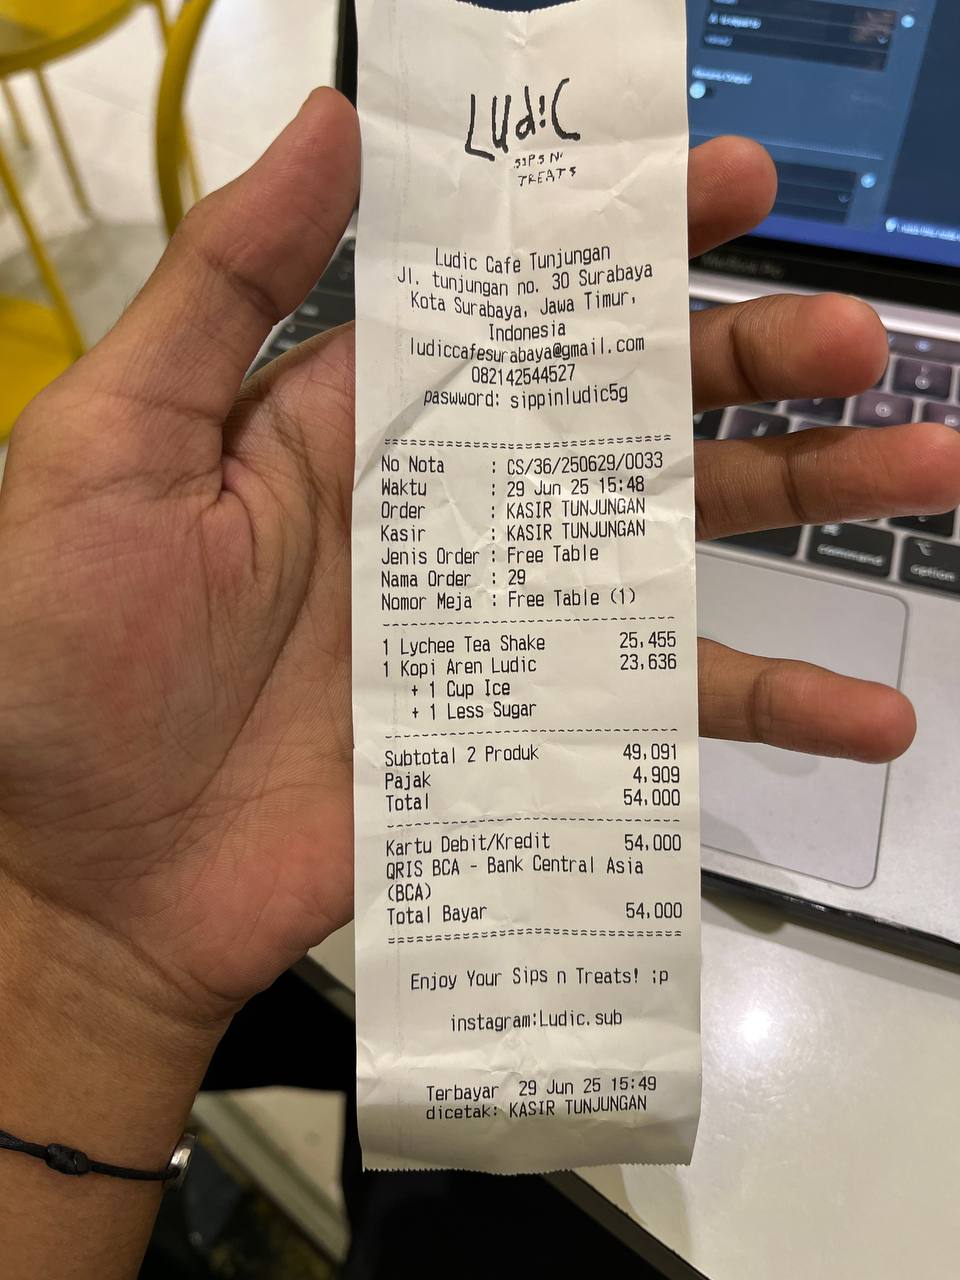 LUdiC
SIPS N'
TREATS
Ludic Cafe Tunjungan
Jl. tunjungan no. 30 Surabaya
Kota Surabaya, Jawa Timur,
Indonesia
ludiccafesurabaya@gmail.com
082142544527
paswword: sippinludic5g
No Nota : CS/36/250629/0033
Waktu : 29 Jun 25 15:48
Order : KASIR TUNJUNGAN
Kasir : KASIR TUNJUNGAN
Jenis Order : Free Table
Nama Order : 29
Nomor Meja : Free Table (1)
1 Lychee Tea Shake 25,455
1 Kopi Aren Ludic 23,636
+ 1 Cup Ice
+ 1 Less Sugar
Subtotal 2 Produk 49,091
Pajak 4,909
Total 54,000
Kartu Debit/Kredit 54,000
QRIS BCA - Bank Central Asia
(BCA)
Total Bayar 54,000
Enjoy Your Sips n Treats! ;p
instagram:Ludic.sub
Terbayar 29 Jun 25 15:49
dicetak: KASIR TUNJUNGAN
command
option